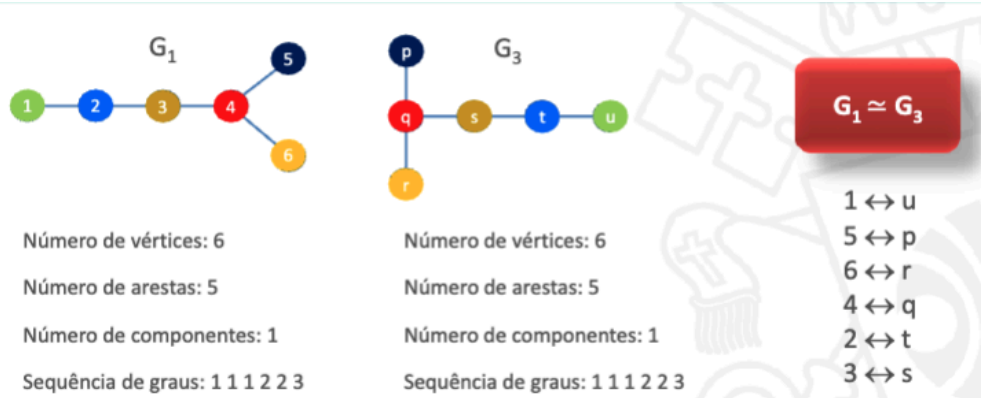 G₁
5
1
2
3
4
6
Número de vértices: 6
Número de arestas: 5
Número de componentes: 1
Sequência de graus: 1 1 1 2 2 3
G₃
p
q
s
t
u
r
Número de vértices: 6
Número de arestas: 5
Número de componentes: 1
Sequência de graus: 1 1 1 2 2 3
G₁ ≃ G₃
1 ↔ u
5 ↔ p
6 ↔ r
4 ↔ q
2 ↔ t
3 ↔ s